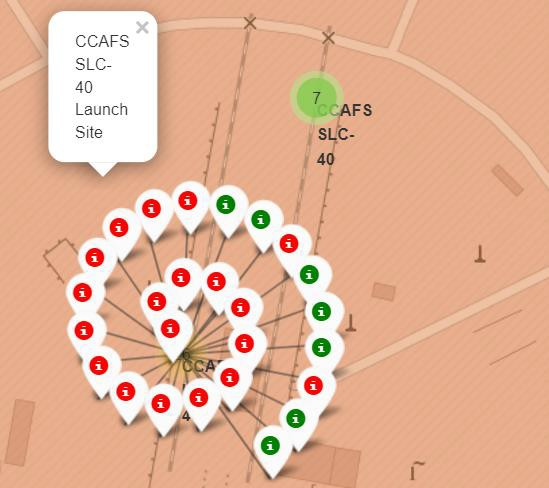 CCAFS
SLC-
40
Launch
Site
×
7
CCAFS
SLC-
40